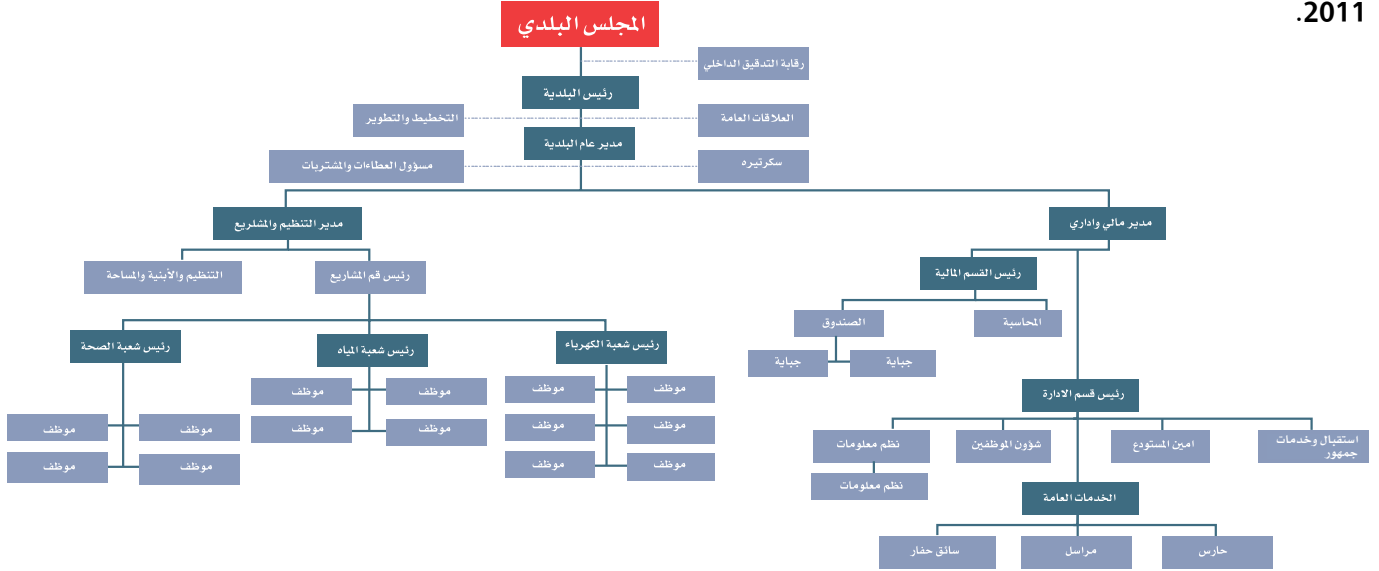 .2011
المجلس البلدي
رقابة التدقيق الداخلي
رئيس البلدية
العلاقات العامة
التخطيط والتطوير
مدير عام البلدية
سكرتيره
مسؤول العطاءات والمشتريات
مدير مالي واداري
مدير التنظيم والمشلريع
رئيس القسم المالية
رئيس قم المشاريع
التنظيم والأبنية والمساحة
المحاسبة
الصندوق
جباية
جباية
رئيس شعبة الكهرباء
رئيس شعبة المياه
رئيس شعبة الصحة
موظف
موظف
موظف
موظف
موظف
موظف
موظف
موظف
موظف
موظف
موظف
موظف
موظف
موظف
رئيس قسم الادارة
استقبال وخدمات
جمهور
امين المستودع
شؤون الموظفين
نظم معلومات
نظم معلومات
الخدمات العامة
حارس
مراسل
سائق حفار